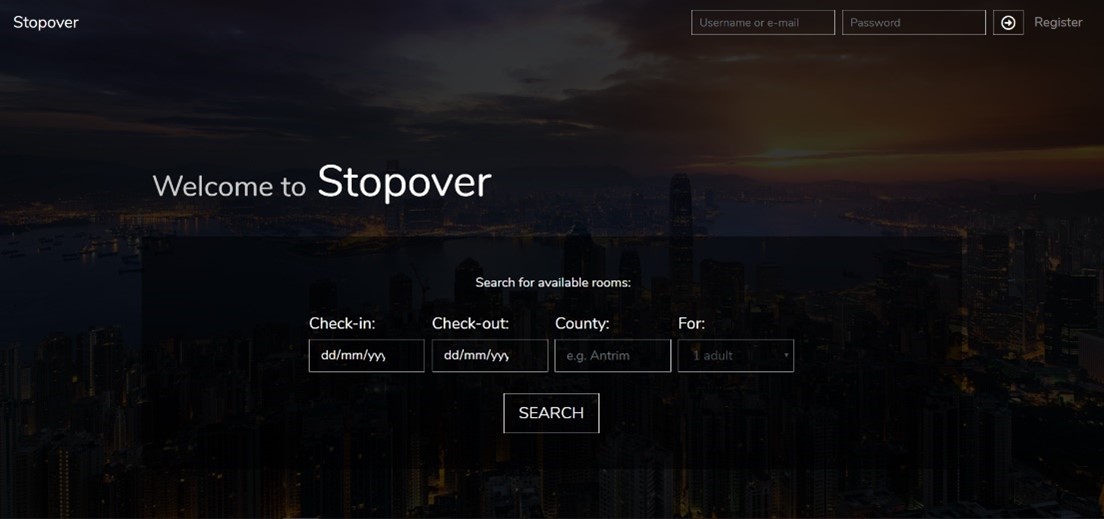 Stopover
Username or e-mail
Password
Register
Welcome to Stopover
Search for available rooms:
Check-in: Check-out: County: For:
dd/mm/yyy dd/mm/yyy e.g. Antrim 1 adult
SEARCH